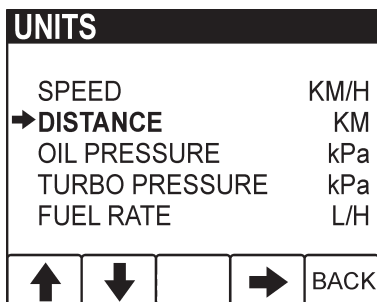 UNITS
SPEED KM/H
DISTANCE KM
OIL PRESSURE kPa
TURBO PRESSURE kPa
FUEL RATE L/H
BACK